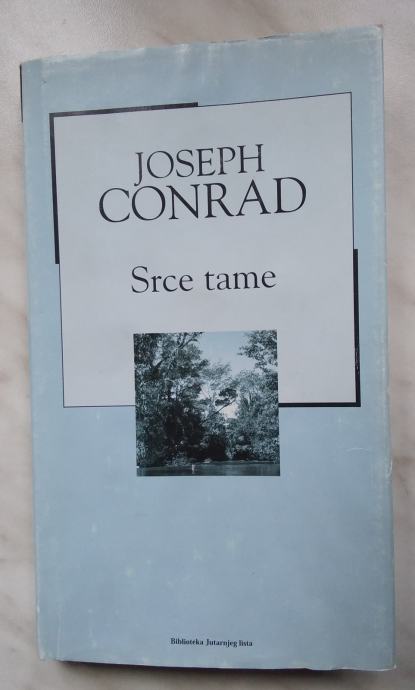 JOSEPH
CONRAD
Srce tame
Biblioteka Jutarnjeg lista